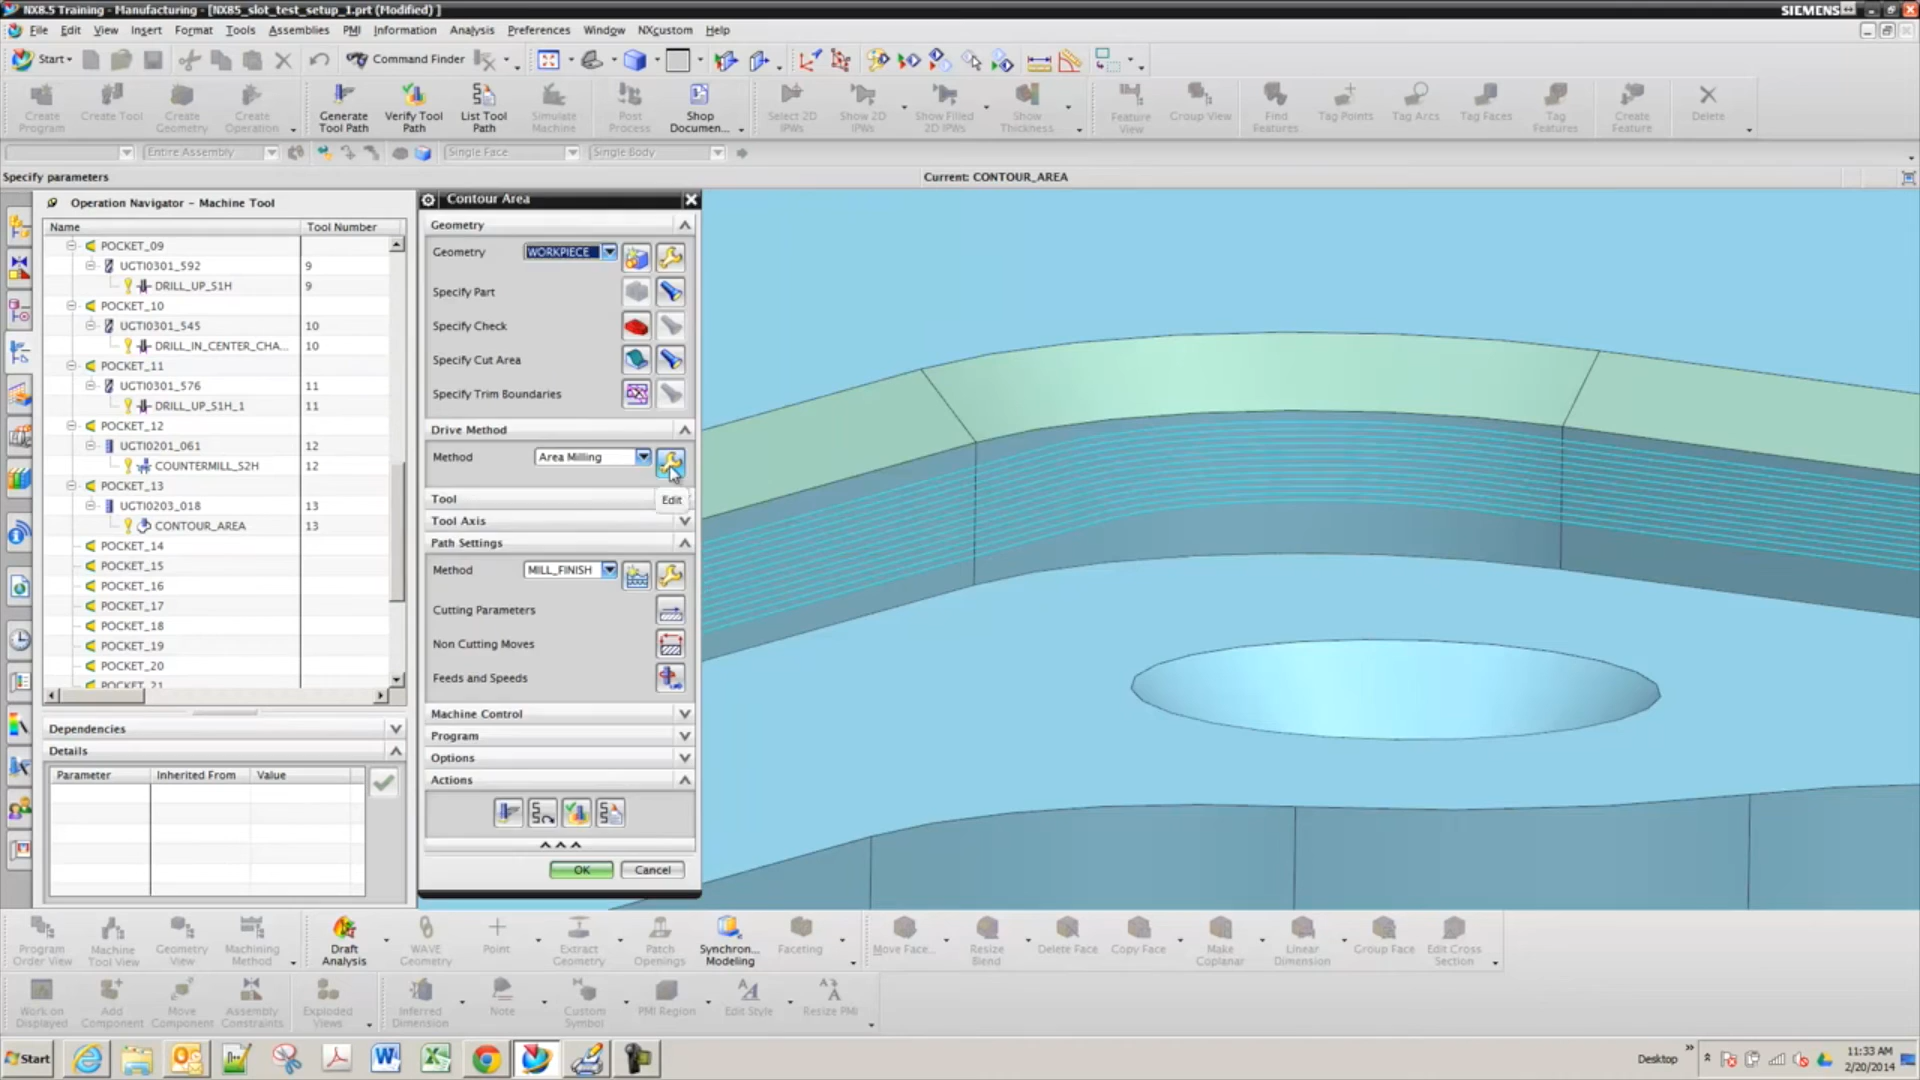 NX8.5 Training - Manufacturing - [NX85_slot_test_setup_1.prt (Modified) ]
SIEMENS
File Edit View Insert Format Tools Assemblies PMI Information Analysis Preferences Window NXcustom Help
Start Command Finder
Create Program
Create Tool
Create Geometry
Create Operation
Generate Tool Path
Verify Tool Path
List Tool Path
Simulate Machine
Post Process
Shop Documen...
Select 2D IPWs
Show 2D IPWs
Show Filled 2D IPWs
Show Thickness
Feature View
Group View
Find Features
Tag Points
Tag Arcs
Tag Faces
Tag Features
Create Feature
Delete
Entire Assembly Single Face Single Body
Specify parameters Current: CONTOUR_AREA
Operation Navigator - Machine Tool
Name Tool Number
POCKET_09
UGTI0301_592 9
DRILL_UP_S1H 9
POCKET_10
UGTI0301_545 10
DRILL_IN_CENTER_CHA... 10
POCKET_11
UGTI0301_576 11
DRILL_UP_S1H_1 11
POCKET_12
UGTI0201_061 12
COUNTERMILL_S2H 12
POCKET_13
UGTI0203_018 13
CONTOUR_AREA 13
POCKET_14
POCKET_15
POCKET_16
POCKET_17
POCKET_18
POCKET_19
POCKET_20
POCKET_21
Dependencies
Details
Parameter Inherited From Value
Contour Area
Geometry
Geometry WORKPIECE
Specify Part
Specify Check
Specify Cut Area
Specify Trim Boundaries
Drive Method
Method Area Milling
Tool
Edit
Tool Axis
Path Settings
Method MILL_FINISH
Cutting Parameters
Non Cutting Moves
Feeds and Speeds
Machine Control
Program
Options
Actions
OK Cancel
Program Order View
Machine Tool View
Geometry View
Machining Method
Draft Analysis
WAVE Geometry
Point
Extract Geometry
Patch Openings
Synchron... Modeling
Faceting
Move Face...
Resize Blend
Delete Face
Copy Face
Make Coplanar
Linear Dimension
Group Face
Edit Cross Section
Work on Displayed
Add Component
Move Component
Assembly Constraints
Exploded Views
Inferred Dimension
Note
Custom Symbol
PMI Region
Edit Style
Resize PMI
Start
Desktop »
11:33 AM
2/20/2014